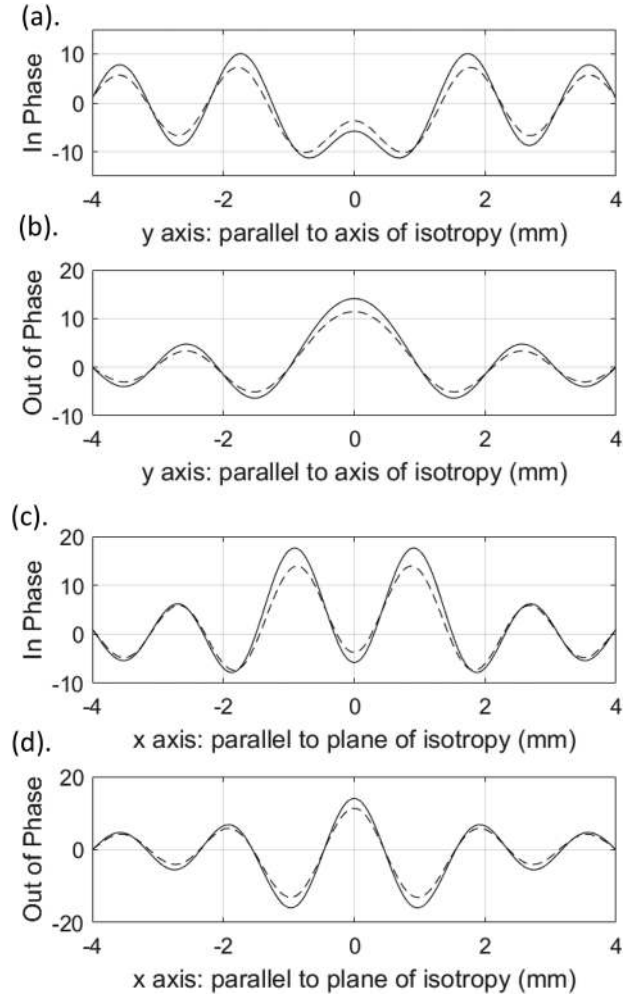 (a).
In Phase
10
0
-10
-4
-2
0
2
4
y axis: parallel to axis of isotropy (mm)
(b).
Out of Phase
20
10
0
-10
-4
-2
0
2
4
y axis: parallel to axis of isotropy (mm)
(c).
In Phase
20
10
0
-10
-4
-2
0
2
4
x axis: parallel to plane of isotropy (mm)
(d).
Out of Phase
20
0
-20
-4
-2
0
2
4
x axis: parallel to plane of isotropy (mm)